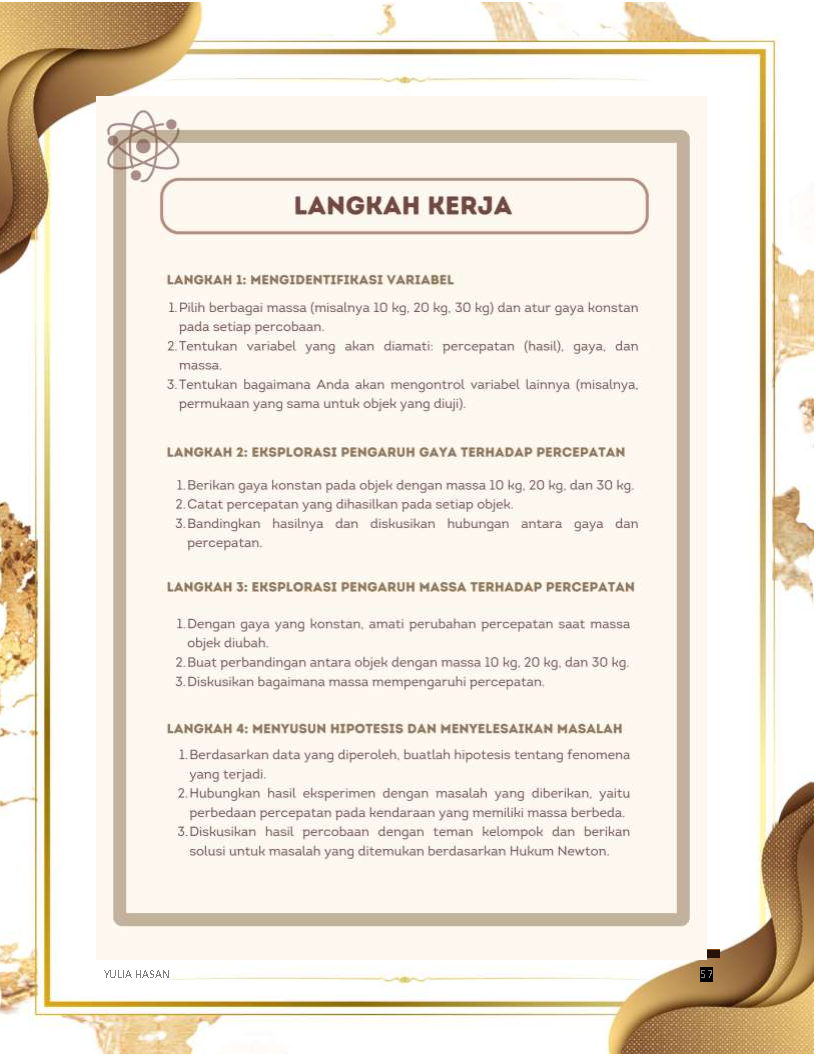 LANGKAH KERJA
LANGKAH 1: MENGIDENTIFIKASI VARIABEL
1. Pilih berbagai massa (misalnya 10 kg, 20 kg, 30 kg) dan atur gaya konstan
pada setiap percobaan.
2. Tentukan variabel yang akan diamati: percepatan (hasil), gaya, dan
massa.
3. Tentukan bagaimana Anda akan mengontrol variabel lainnya (misalnya,
permukaan yang sama untuk objek yang diuji).
LANGKAH 2: EKSPLORASI PENGARUH GAYA TERHADAP PERCEPATAN
1. Berikan gaya konstan pada objek dengan massa 10 kg, 20 kg, dan 30 kg.
2. Catat percepatan yang dihasilkan pada setiap objek.
3. Bandingkan hasilnya dan diskusikan hubungan antara gaya dan
percepatan.
LANGKAH 3: EKSPLORASI PENGARUH MASSA TERHADAP PERCEPATAN
1. Dengan gaya yang konstan, amati perubahan percepatan saat massa
objek diubah.
2. Buat perbandingan antara objek dengan massa 10 kg, 20 kg, dan 30 kg.
3. Diskusikan bagaimana massa mempengaruhi percepatan.
LANGKAH 4: MENYUSUN HIPOTESIS DAN MENYELESAIKAN MASALAH
1. Berdasarkan data yang diperoleh, buatlah hipotesis tentang fenomena
yang terjadi.
2. Hubungkan hasil eksperimen dengan masalah yang diberikan, yaitu
perbedaan percepatan pada kendaraan yang memiliki massa berbeda.
3. Diskusikan hasil percobaan dengan teman kelompok dan berikan
solusi untuk masalah yang ditemukan berdasarkan Hukum Newton.
YULIA HASAN
57